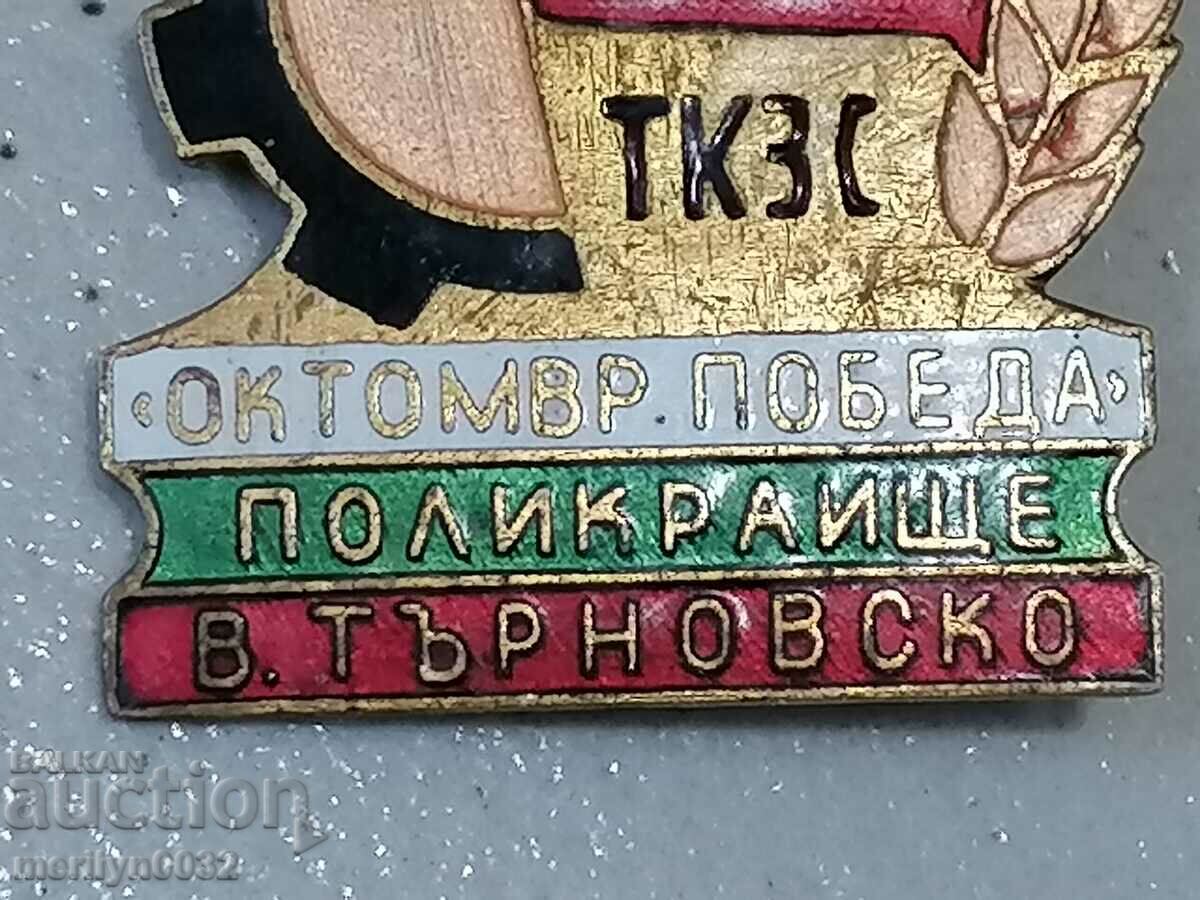 ТКЗС
«ОКТОМВР. ПОБЕДА»
ПОЛИКРАИЩЕ
В. ТЪРНОВСКО
BALKAN
auction
merilyn0032